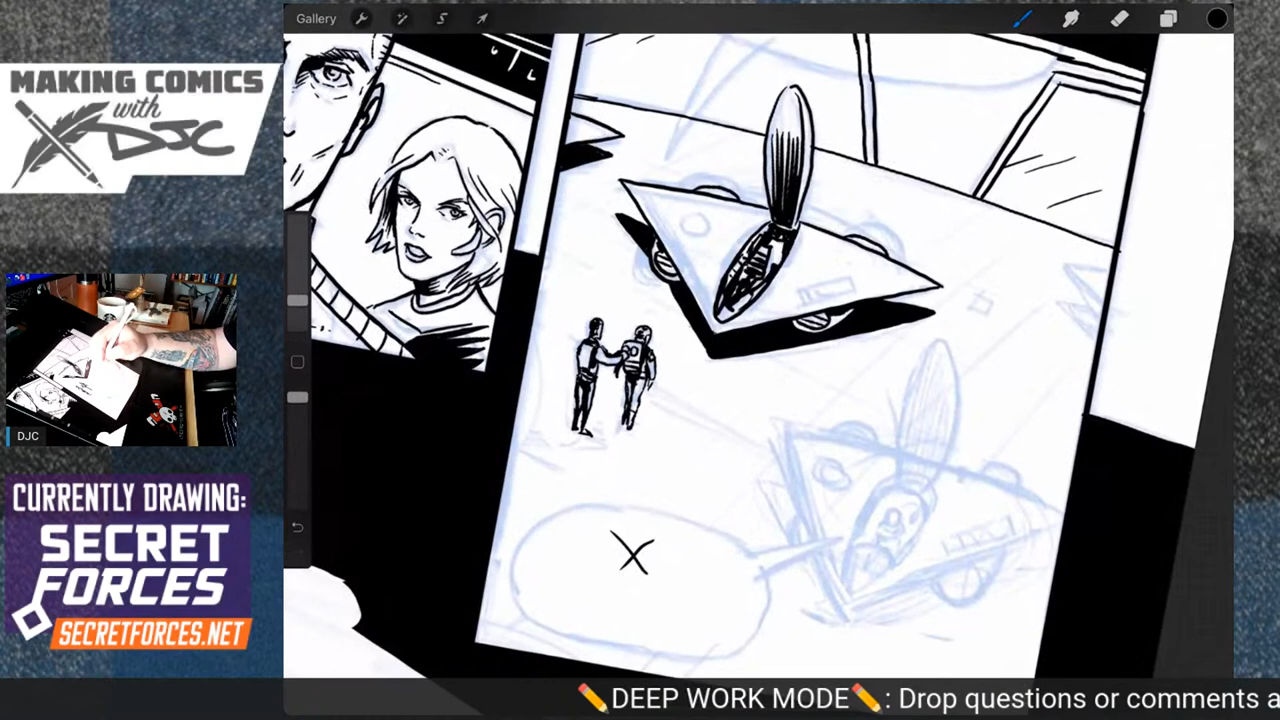 Gallery
MAKING COMICS
with
DJC
DJC
CURRENTLY DRAWING:
SECRET
FORCES
SECRETFORCES.NET
X
✏️DEEP WORK MODE✏️: Drop questions or comments a